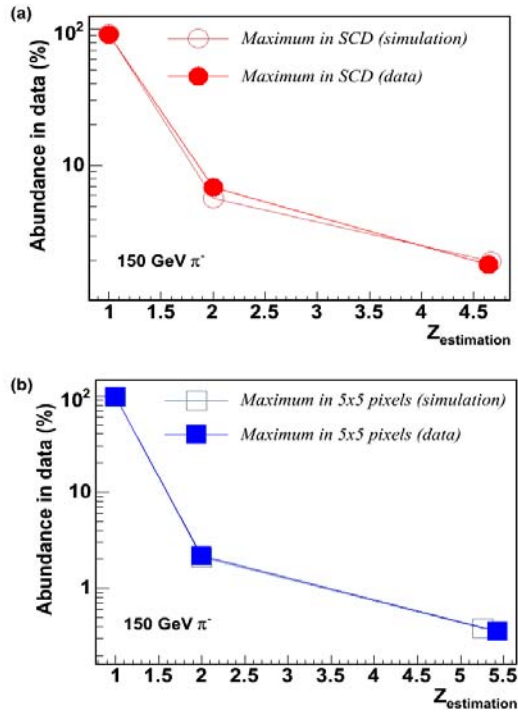 (a)
10²
10
Abundance in data (%)
Maximum in SCD (simulation)
Maximum in SCD (data)
150 GeV π⁻
1 1.5 2 2.5 3 3.5 4 4.5
Z_estimation
(b)
10²
10
1
Abundance in data (%)
Maximum in 5x5 pixels (simulation)
Maximum in 5x5 pixels (data)
150 GeV π⁻
1 1.5 2 2.5 3 3.5 4 4.5 5 5.5
Z_estimation